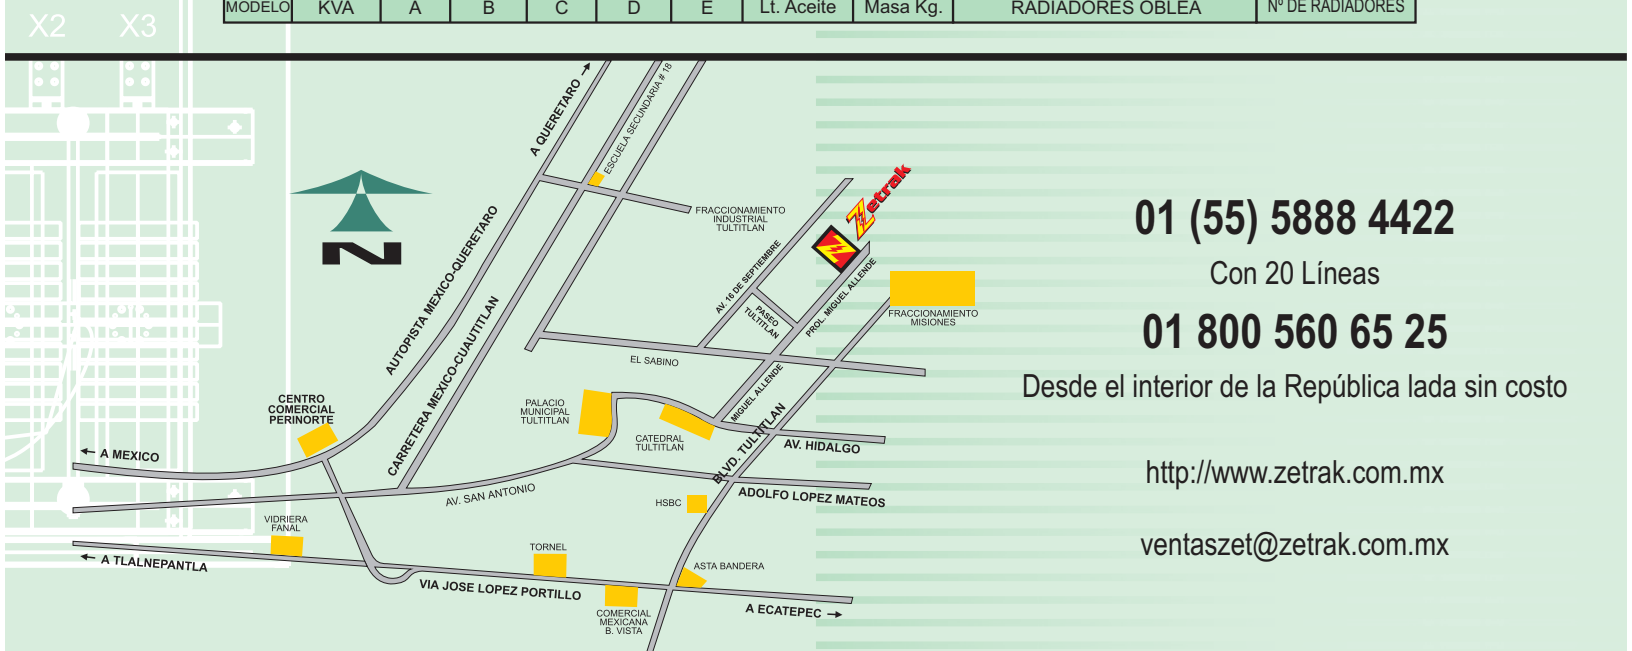 MODELO KVA A B C D E Lt. Aceite Masa Kg. RADIADORES OBLEA Nº DE RADIADORES
X2 X3
A QUERETARO
ESCUELA SECUNDARIA # 18
FRACCIONAMIENTO
INDUSTRIAL
TULTITLAN
Zetrak
N
AUTOPISTA MEXICO-QUERETARO
CARRETERA MEXICO-CUAUTITLAN
AV. 16 DE SEPTIEMBRE
PASEO
TULTITLAN
PROL. MIGUEL ALLENDE
FRACCIONAMIENTO
MISIONES
EL SABINO
MIGUEL ALLENDE
CENTRO
COMERCIAL
PERINORTE
PALACIO
MUNICIPAL
TULTITLAN
CATEDRAL
TULTITLAN
BLVD. TULTITLAN
AV. HIDALGO
A MEXICO
AV. SAN ANTONIO
HSBC
ADOLFO LOPEZ MATEOS
VIDRIERA
FANAL
A TLALNEPANTLA
TORNEL
ASTA BANDERA
VIA JOSE LOPEZ PORTILLO
COMERCIAL
MEXICANA
B. VISTA
A ECATEPEC
01 (55) 5888 4422
Con 20 Líneas
01 800 560 65 25
Desde el interior de la República lada sin costo
http://www.zetrak.com.mx
ventaszet@zetrak.com.mx